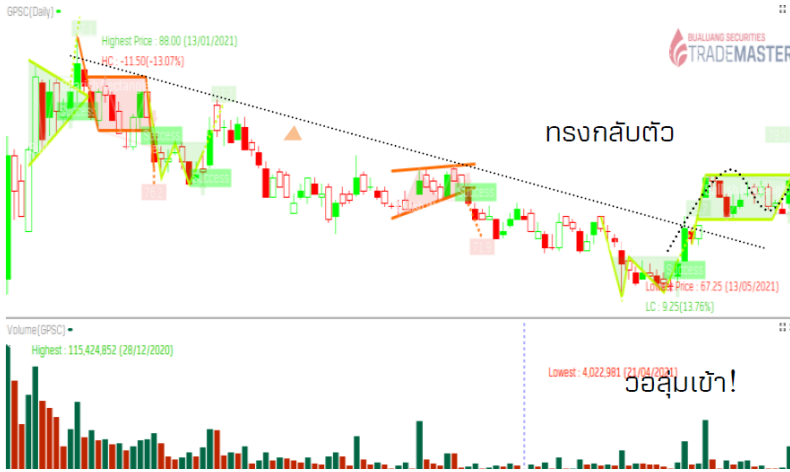 GPSC(Daily)
Highest Price : 88.00 (13/01/2021)
HC : -11.50(-13.07%)
BUALUANG SECURITIES
TRADEMASTER
ทรงกลับตัว
Lowest Price : 67.25 (13/05/2021)
LC : 9.25(13.76%)
Volume(GPSC)
Highest : 115,424,852 (28/12/2020)
Lowest : 4,022,981 (21/04/2021)
วอลุ่มเข้า!